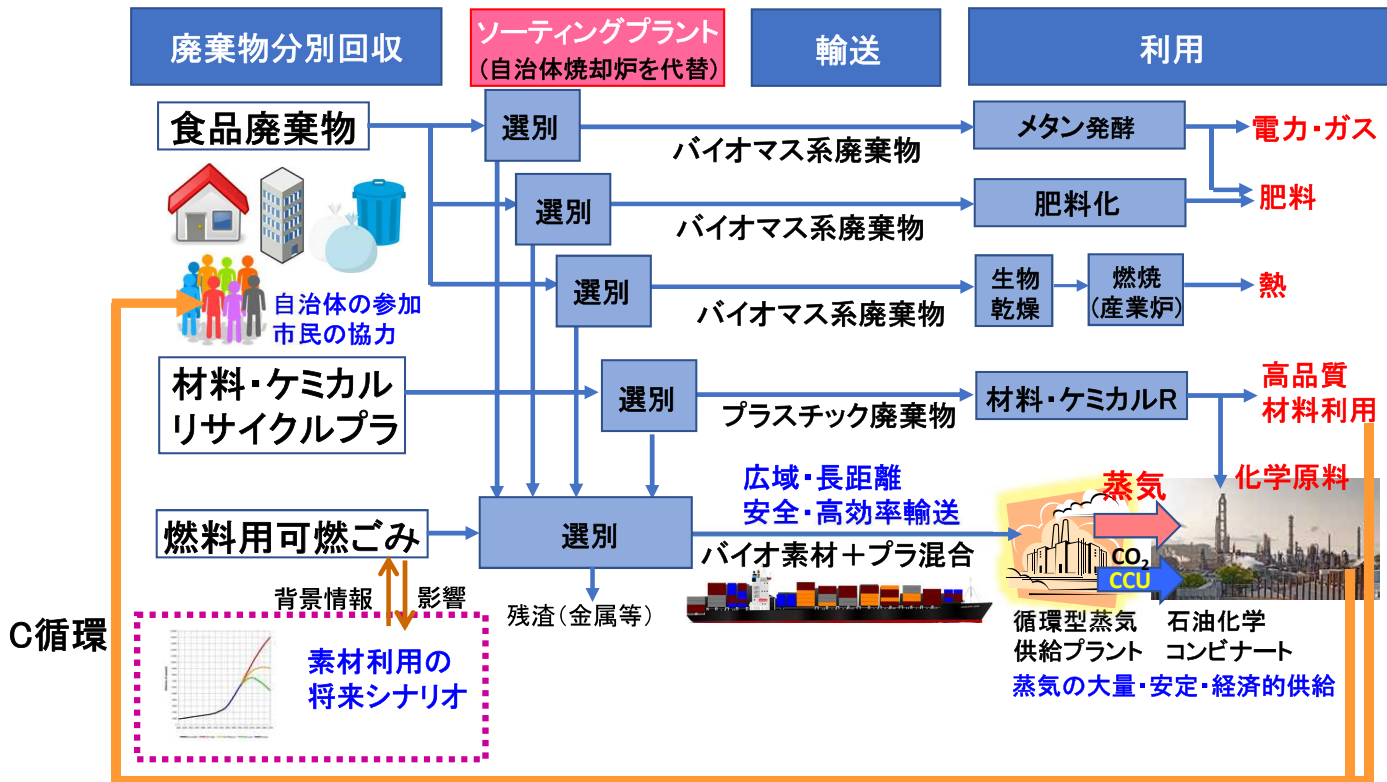 廃棄物分別回収
ソーティングプラント
(自治体焼却炉を代替)
輸送
利用
食品廃棄物
選別
バイオマス系廃棄物
メタン発酵
電力・ガス
選別
バイオマス系廃棄物
肥料化
肥料
自治体の参加
市民の協力
選別
バイオマス系廃棄物
生物
乾燥
燃焼
(産業炉)
熱
材料・ケミカル
リサイクルプラ
選別
プラスチック廃棄物
材料・ケミカルR
高品質
材料利用
化学原料
燃料用可燃ごみ
選別
広域・長距離
安全・高効率輸送
バイオ素材＋プラ混合
蒸気
CO2
CCU
残渣(金属等)
循環型蒸気
供給プラント
石油化学
コンビナート
蒸気の大量・安定・経済的供給
背景情報
影響
C循環
素材利用の
将来シナリオ